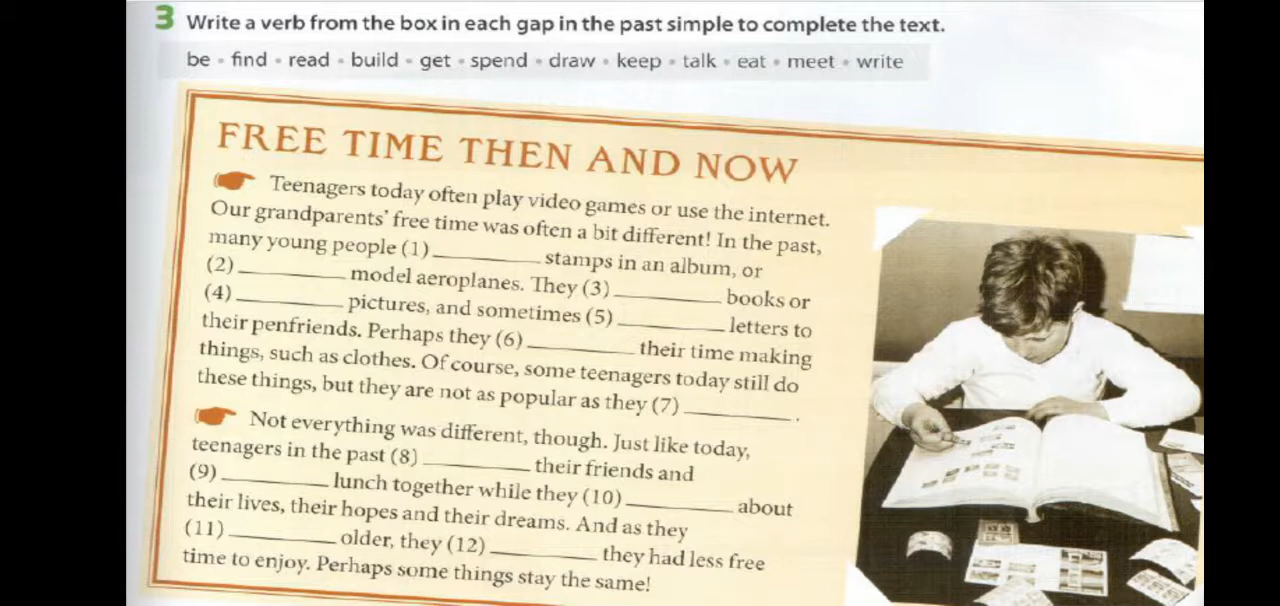 3 Write a verb from the box in each gap in the past simple to complete the text.
be • find • read • build • get • spend • draw • keep • talk • eat • meet • write
FREE TIME THEN AND NOW
Teenagers today often play video games or use the internet.
Our grandparents' free time was often a bit different! In the past,
many young people (1) __________ stamps in an album, or
(2) __________ model aeroplanes. They (3) __________ books or
(4) __________ pictures, and sometimes (5) __________ letters to
their penfriends. Perhaps they (6) __________ their time making
things, such as clothes. Of course, some teenagers today still do
these things, but they are not as popular as they (7) __________ .
Not everything was different, though. Just like today,
teenagers in the past (8) __________ their friends and
(9) __________ lunch together while they (10) __________ about
their lives, their hopes and their dreams. And as they
(11) __________ older, they (12) __________ they had less free
time to enjoy. Perhaps some things stay the same!